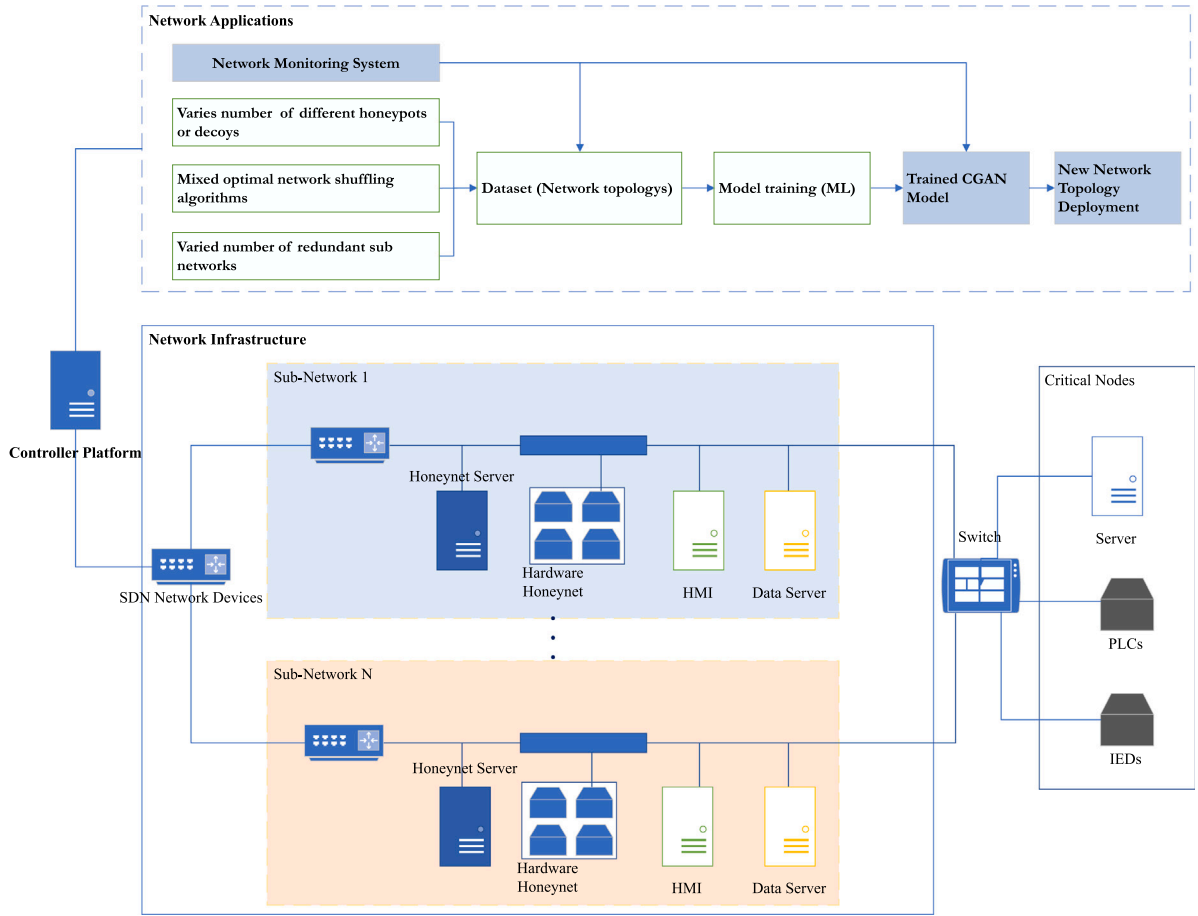 Network Applications
Network Monitoring System
Varies number of different honeypots
or decoys
Mixed optimal network shuffling
algorithms
Varied number of redundant sub
networks
Dataset (Network topologys)
Model training (ML)
Trained CGAN
Model
New Network
Topology
Deployment
Controller Platform
Network Infrastructure
SDN Network Devices
Sub-Network 1
Honeynet Server
Hardware
Honeynet
HMI
Data Server
Sub-Network N
Honeynet Server
Hardware
Honeynet
HMI
Data Server
Switch
Critical Nodes
Server
PLCs
IEDs